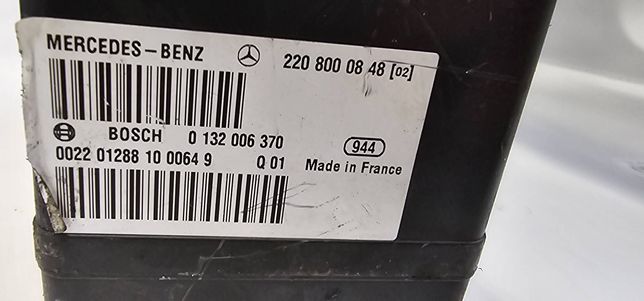 MERCEDES-BENZ 220 800 08 48 [02]
BOSCH 0 132 006 370 944
0022 01288 10 0064 9 Q 01 Made in France